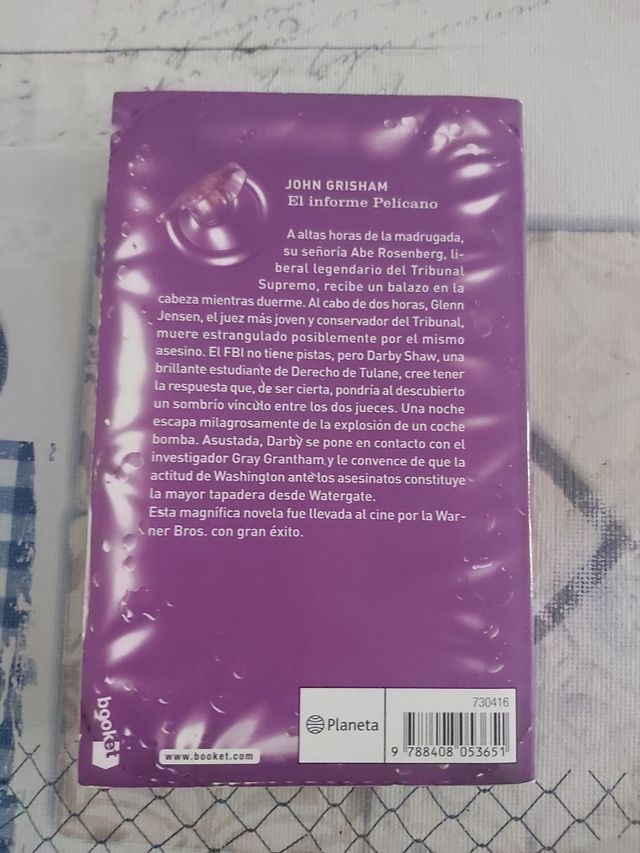 JOHN GRISHAM
El informe Pelícano
A altas horas de la madrugada,
su señoría Abe Rosenberg, li-
beral legendario del Tribunal
Supremo, recibe un balazo en la
cabeza mientras duerme. Al cabo de dos horas, Glenn
Jensen, el juez más joven y conservador del Tribunal,
muere estrangulado posiblemente por el mismo
asesino. El FBI no tiene pistas, pero Darby Shaw, una
brillante estudiante de Derecho de Tulane, cree tener
la respuesta que, de ser cierta, pondría al descubierto
un sombrío vínculo entre los dos jueces. Una noche
escapa milagrosamente de la explosión de un coche
bomba. Asustada, Darby se pone en contacto con el
investigador Gray Grantham y le convence de que la
actitud de Washington ante los asesinatos constituye
la mayor tapadera desde Watergate.
Esta magnífica novela fue llevada al cine por la War-
ner Bros. con gran éxito.
booket
www.booket.com
Planeta
730416
9 788408 053651